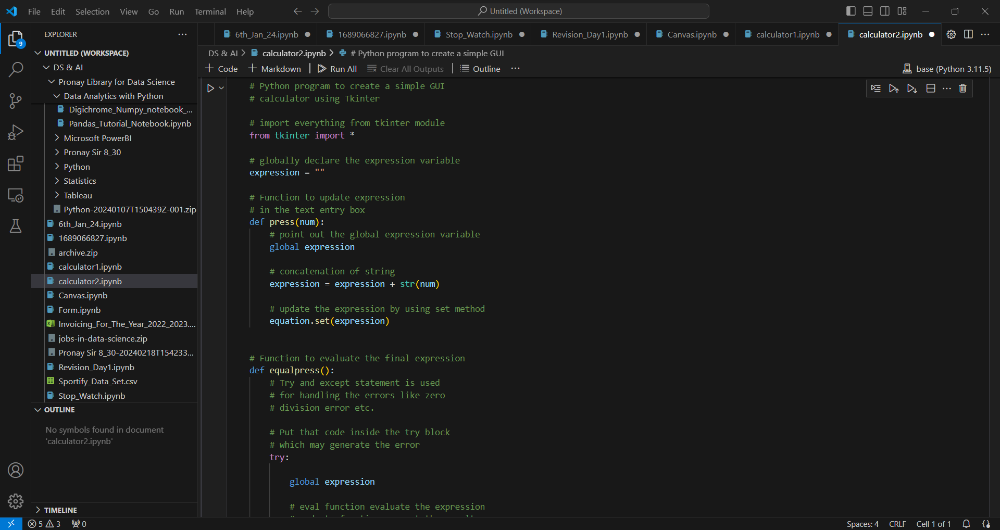 File Edit Selection View Go Run Terminal Help
Untitled (Workspace)
9
EXPLORER
UNTITLED (WORKSPACE)
DS & AI
Pronay Library for Data Science
Data Analytics with Python
Digichrome_Numpy_notebook_...
Pandas_Tutorial_Notebook.ipynb
Microsoft PowerBI
Pronay Sir 8_30
Python
Statistics
Tableau
Python-20240107T150439Z-001.zip
6th_Jan_24.ipynb
1689066827.ipynb
archive.zip
calculator1.ipynb
calculator2.ipynb
Canvas.ipynb
Form.ipynb
Invoicing_For_The_Year_2022_2023....
jobs-in-data-science.zip
Pronay Sir 8_30-20240218T154233...
Revision_Day1.ipynb
Sportify_Data_Set.csv
Stop_Watch.ipynb
OUTLINE
No symbols found in document
'calculator2.ipynb'
TIMELINE
6th_Jan_24.ipynb 1689066827.ipynb Stop_Watch.ipynb Revision_Day1.ipynb Canvas.ipynb calculator1.ipynb calculator2.ipynb
DS & AI > calculator2.ipynb > # Python program to create a simple GUI
+ Code + Markdown | Run All Clear All Outputs | Outline ...
base (Python 3.11.5)
# Python program to create a simple GUI
# calculator using Tkinter
# import everything from tkinter module
from tkinter import *
# globally declare the expression variable
expression = ""
# Function to update expression
# in the text entry box
def press(num):
# point out the global expression variable
global expression
# concatenation of string
expression = expression + str(num)
# update the expression by using set method
equation.set(expression)
# Function to evaluate the final expression
def equalpress():
# Try and except statement is used
# for handling the errors like zero
# division error etc.
# Put that code inside the try block
# which may generate the error
try:
global expression
# eval function evaluate the expression
5 3 0
Spaces: 4 CRLF Cell 1 of 1